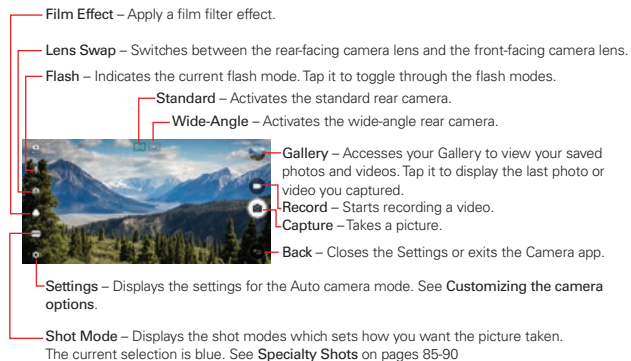 Film Effect – Apply a film filter effect.
Lens Swap – Switches between the rear-facing camera lens and the front-facing camera lens.
Flash – Indicates the current flash mode. Tap it to toggle through the flash modes.
Standard – Activates the standard rear camera.
Wide-Angle – Activates the wide-angle rear camera.
Gallery – Accesses your Gallery to view your saved
photos and videos. Tap it to display the last photo or
video you captured.
Record – Starts recording a video.
Capture – Takes a picture.
Back – Closes the Settings or exits the Camera app.
Settings – Displays the settings for the Auto camera mode. See Customizing the camera
options.
Shot Mode – Displays the shot modes which sets how you want the picture taken.
The current selection is blue. See Specialty Shots on pages 85-90